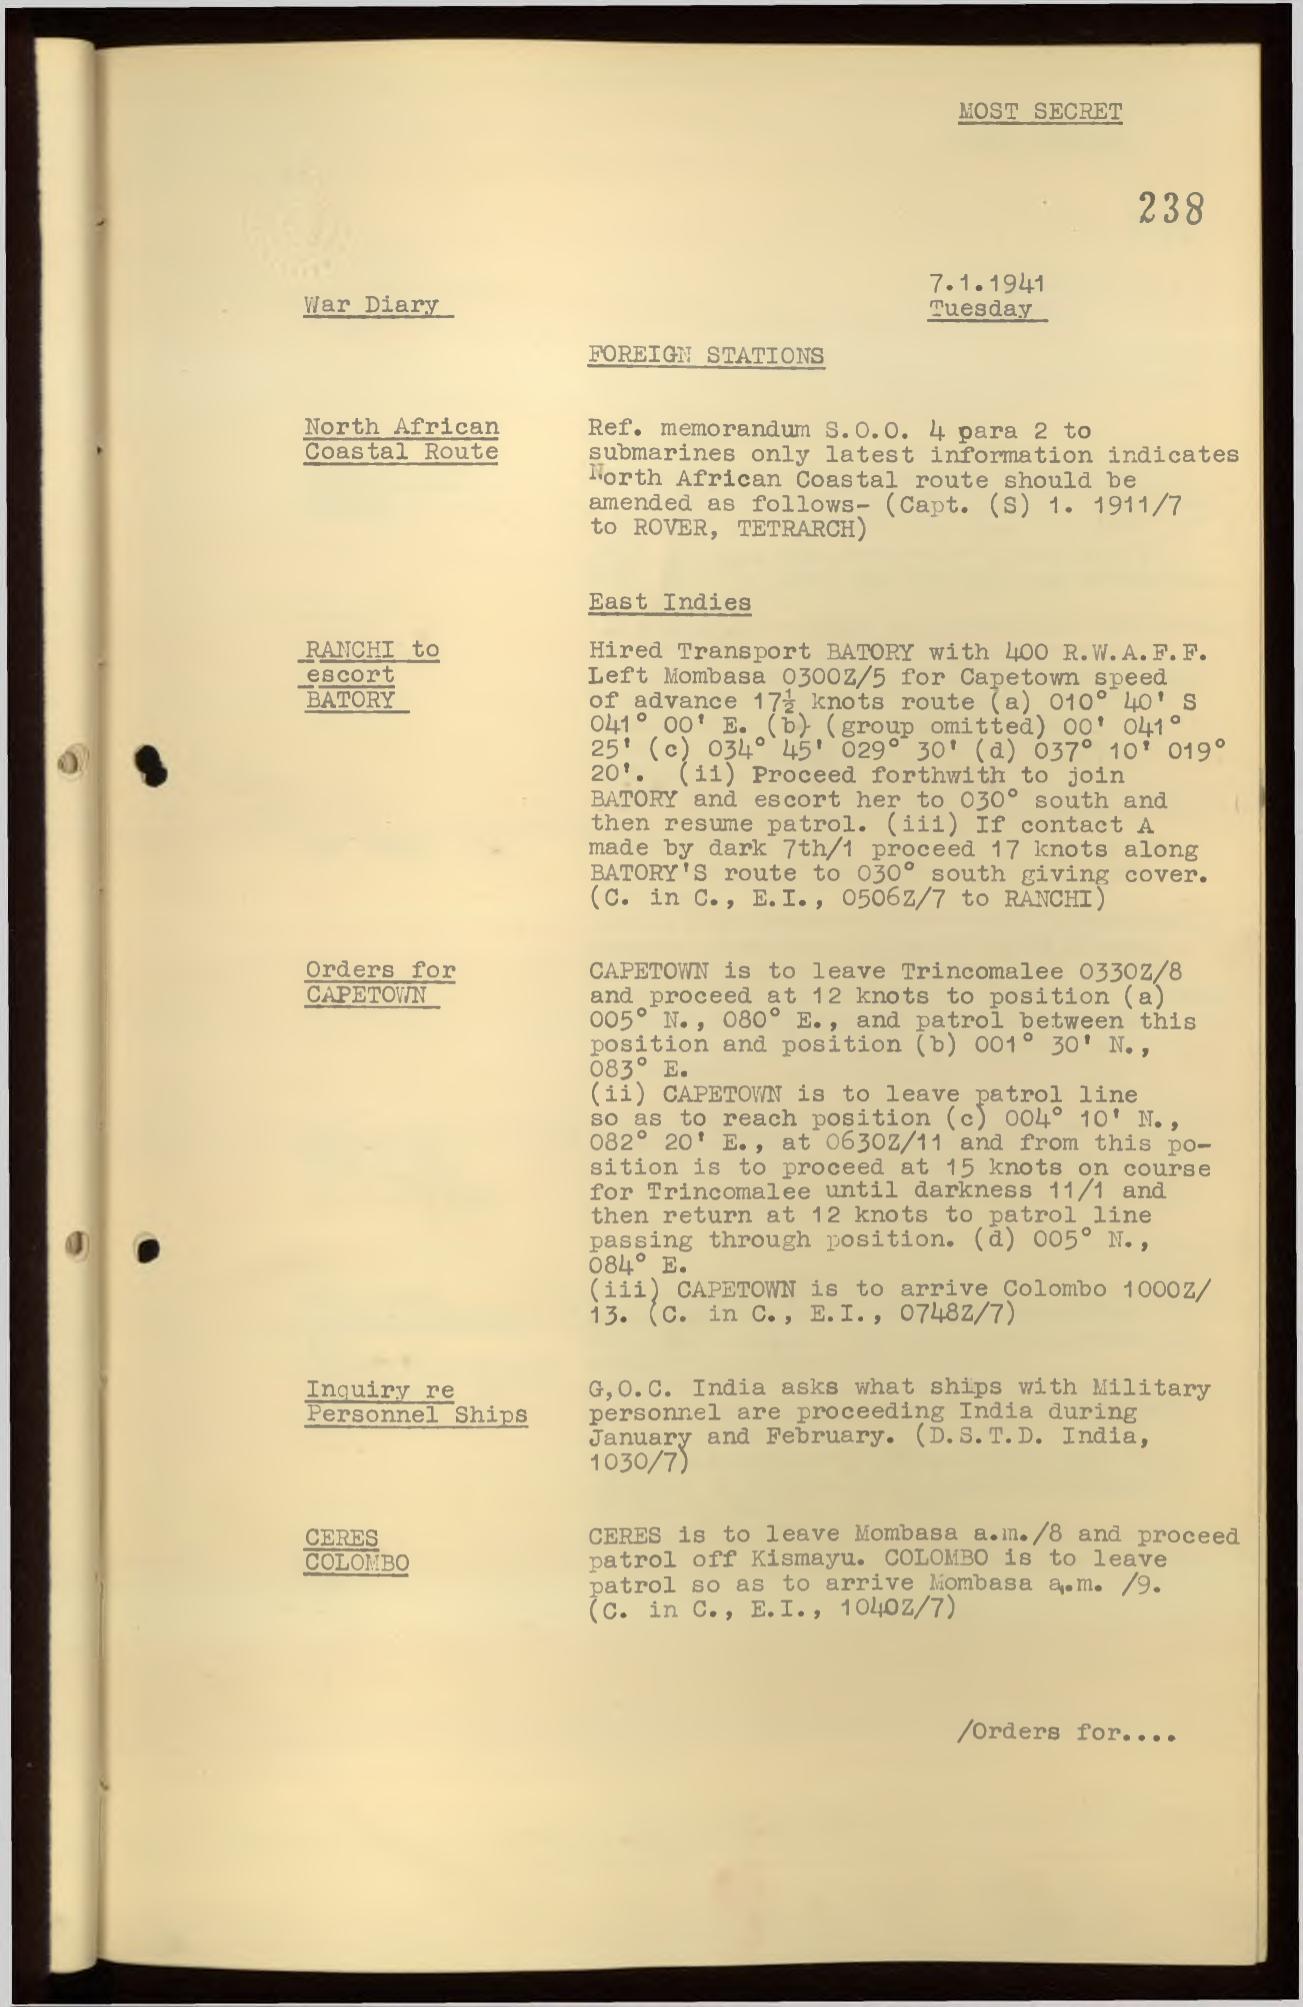 MOST SECRET
238
7.1.1941
War Diary
Tuesday
FOREIGN STATIONS
North African
Coastal Route
Ref. memorandum S.O.O. 4 para 2 to
submarines only latest information indicates
North African Coastal route should be
amended as follows- (Capt. (S) 1. 1911/7
to ROVER, TETRARCH)
East Indies
RANCHI to
escort
BATORY
Hired Transport BATORY with 400 R.W.A.F.F.
Left Mombasa 0300Z/5 for Capetown speed
of advance 17½ knots route (a) 010° 40' S
041° 00' E. (b) (group omitted) 00' 041°
25' (c) 034° 45' 029° 30' (d) 037° 10' 019°
20'. (ii) Proceed forthwith to join
BATORY and escort her to 030° south and
then resume patrol. (iii) If contact A
made by dark 7th/1 proceed 17 knots along
BATORY'S route to 030° south giving cover.
(C. in C., E.I., 0506Z/7 to RANCHI)
Orders for
CAPETOWN
CAPETOWN is to leave Trincomalee 0330Z/8
and proceed at 12 knots to position (a)
005° N., 080° E., and patrol between this
position and position (b) 001° 30' N.,
083° E.
(ii) CAPETOWN is to leave patrol line
so as to reach position (c) 004° 10' N.,
082° 20' E., at 0630Z/11 and from this po-
sition is to proceed at 15 knots on course
for Trincomalee until darkness 11/1 and
then return at 12 knots to patrol line
passing through position. (d) 005° N.,
084° E.
(iii) CAPETOWN is to arrive Colombo 1000Z/
13. (C. in C., E.I., 0748Z/7)
Inquiry re
Personnel Ships
G,O.C. India asks what ships with Military
personnel are proceeding India during
January and February. (D.S.T.D. India,
1030/7)
CERES
COLOMBO
CERES is to leave Mombasa a.m./8 and proceed
patrol off Kismayu. COLOMBO is to leave
patrol so as to arrive Mombasa a.m. /9.
(C. in C., E.I., 1040Z/7)
/Orders for....